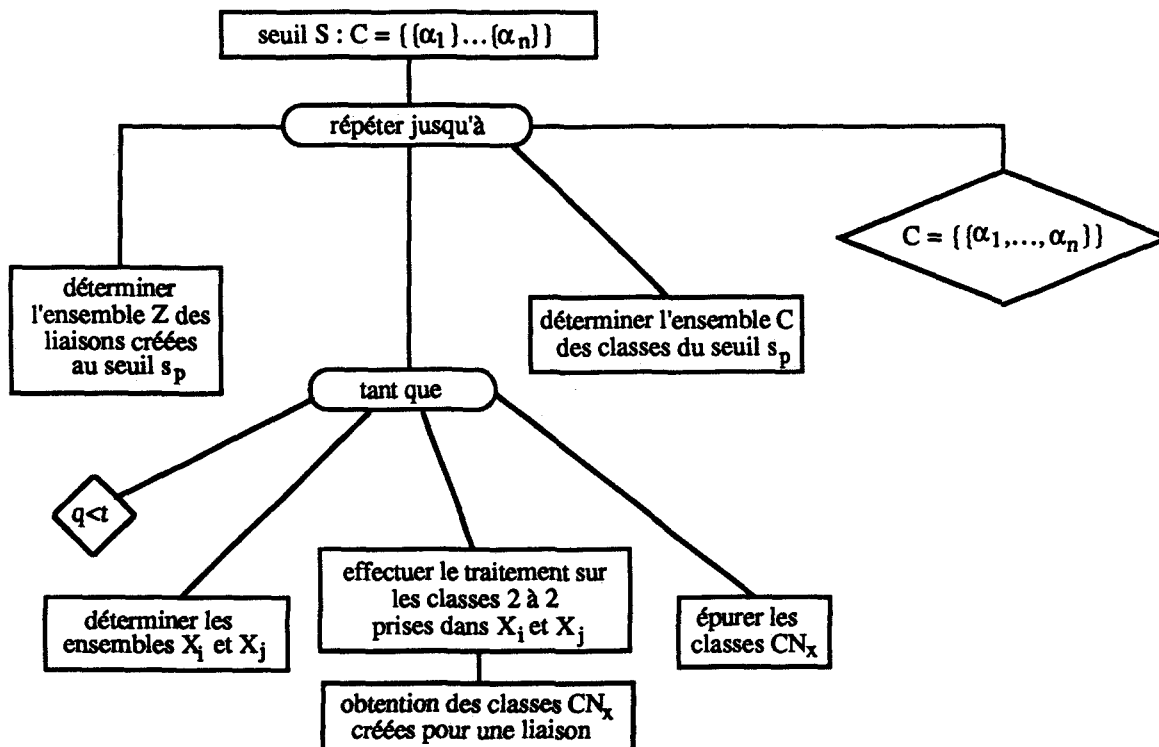 seuil S : C = { {α₁ }…{αₙ} }
répéter jusqu'à
C = { {α₁,…, αₙ} }
déterminer
l'ensemble Z des
liaisons créées
au seuil sₚ
déterminer l'ensemble C
des classes du seuil sₚ
tant que
q<t
déterminer les
ensembles Xᵢ et Xⱼ
effectuer le traitement sur
les classes 2 à 2
prises dans Xᵢ et Xⱼ
épurer les
classes CNₓ
obtention des classes CNₓ
créées pour une liaison